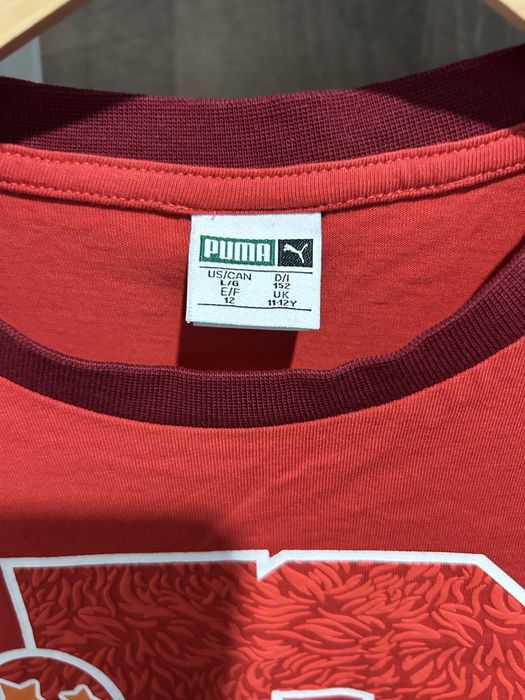 PUMA
US/CAN D/I
L/G 152
E/F UK
12 11-12Y